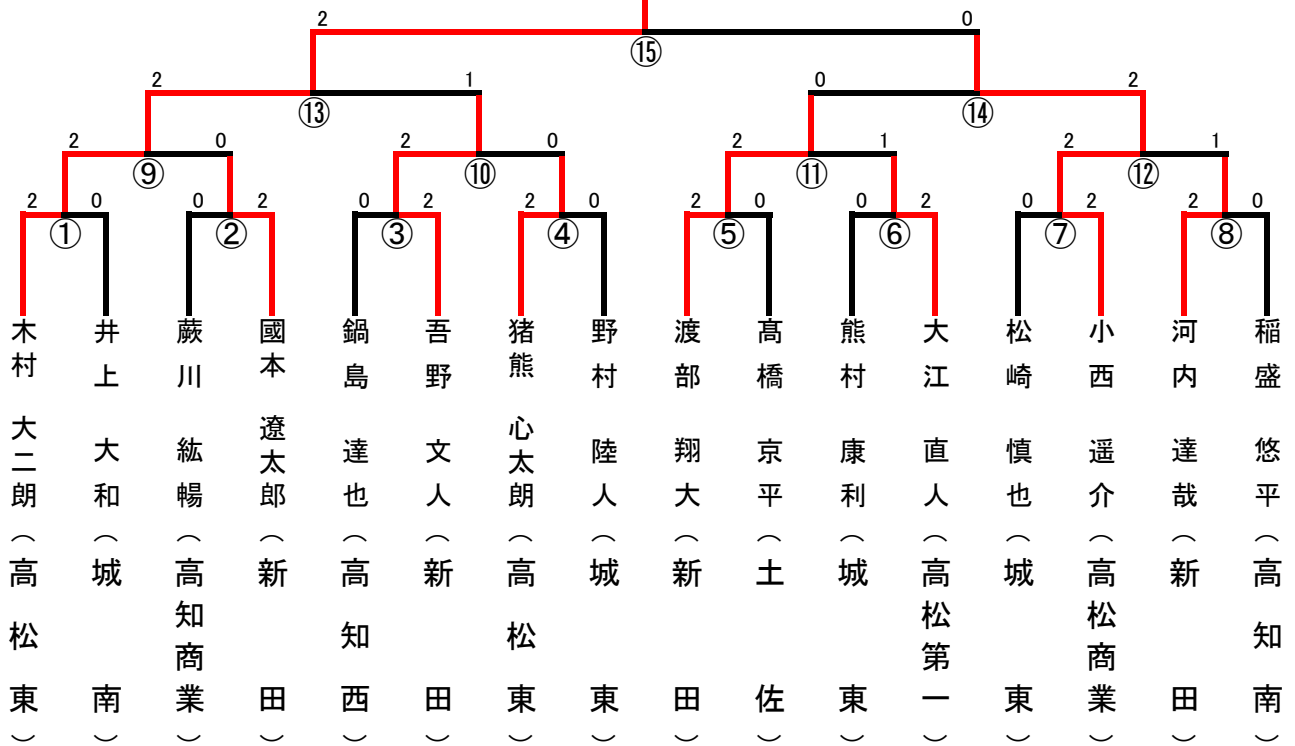 2 0
⑮
2 1 0 2
⑬ ⑭
2 0 2 0 2 1 2 1
⑨ ⑩ ⑪ ⑫
2 0 0 2 0 2 2 0 2 0 0 2 0 2 2 0
① ② ③ ④ ⑤ ⑥ ⑦ ⑧
木村 大二朗（高松東）
井上 大和（城南）
蕨川 紘暢（高知商業）
國本 遼太郎（新田）
鍋島 達也（高知西）
吾野 文人（新田）
猪熊 心太朗（高松東）
野村 陸人（城東）
渡部 翔大（新田）
髙橋 京平（土佐）
熊村 康利（城東）
大江 直人（高松第一）
松崎 慎也（城東）
小西 遥介（高松商業）
河内 達哉（新田）
稲盛 悠平（高知南）